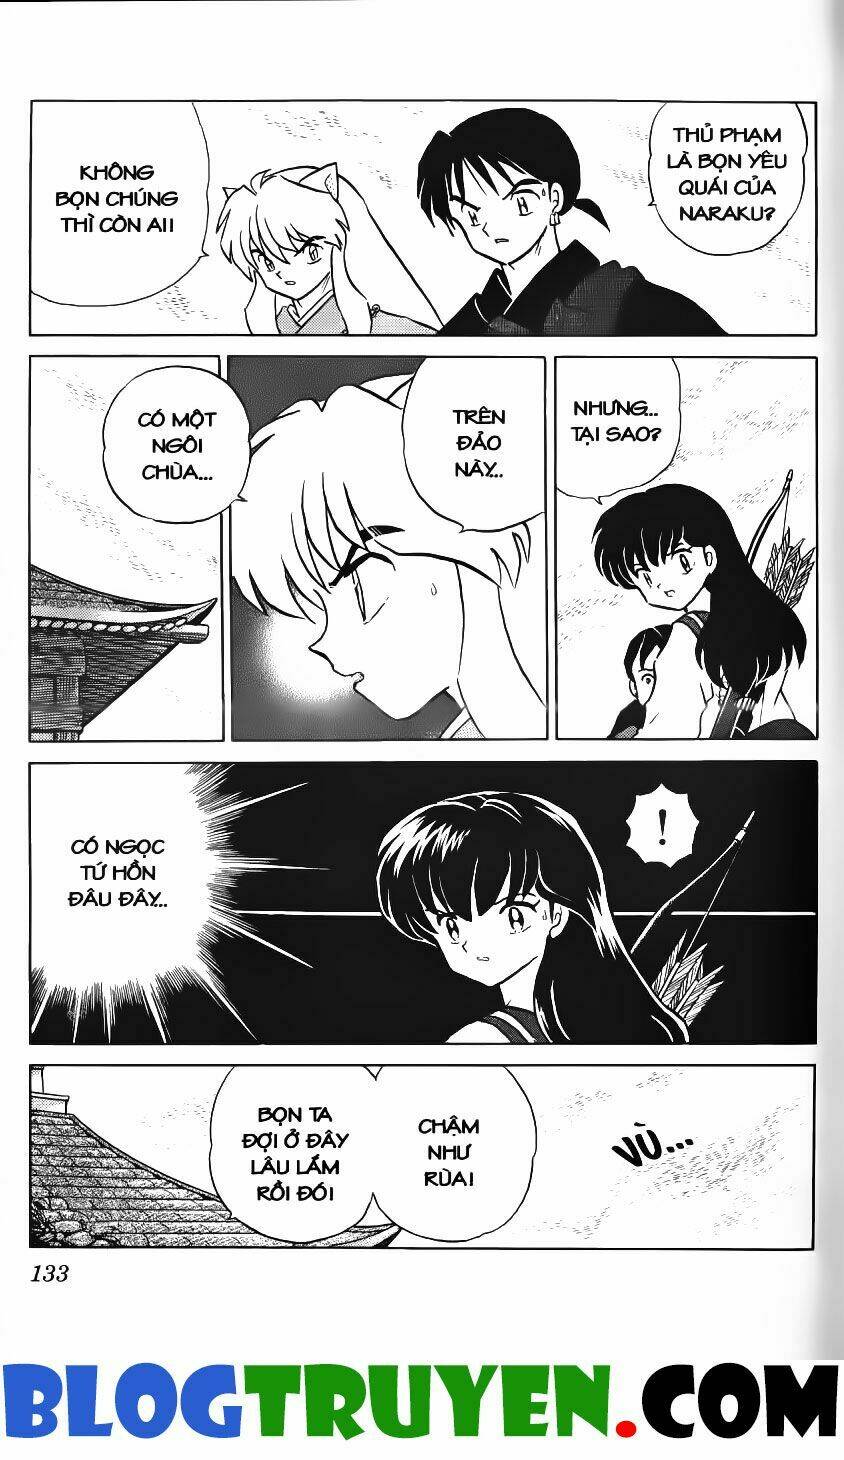 THỦ PHẠM
LÀ BỌN YÊU
QUÁI CỦA
NARAKU?
KHÔNG
BỌN CHÚNG
THÌ CÒN AI!
NHƯNG...
TẠI SAO?
TRÊN
ĐẢO
NÀY...
CÓ MỘT
NGÔI
CHÙA...
!
CÓ NGỌC
TỨ HỒN
ĐÂU ĐÂY...
VÙ...
CHẬM
NHƯ
RÙA!
BỌN TA
ĐỢI Ở ĐÂY
LÂU LẮM
RỒI ĐÓ!
133
BLOGTRUYEN.COM